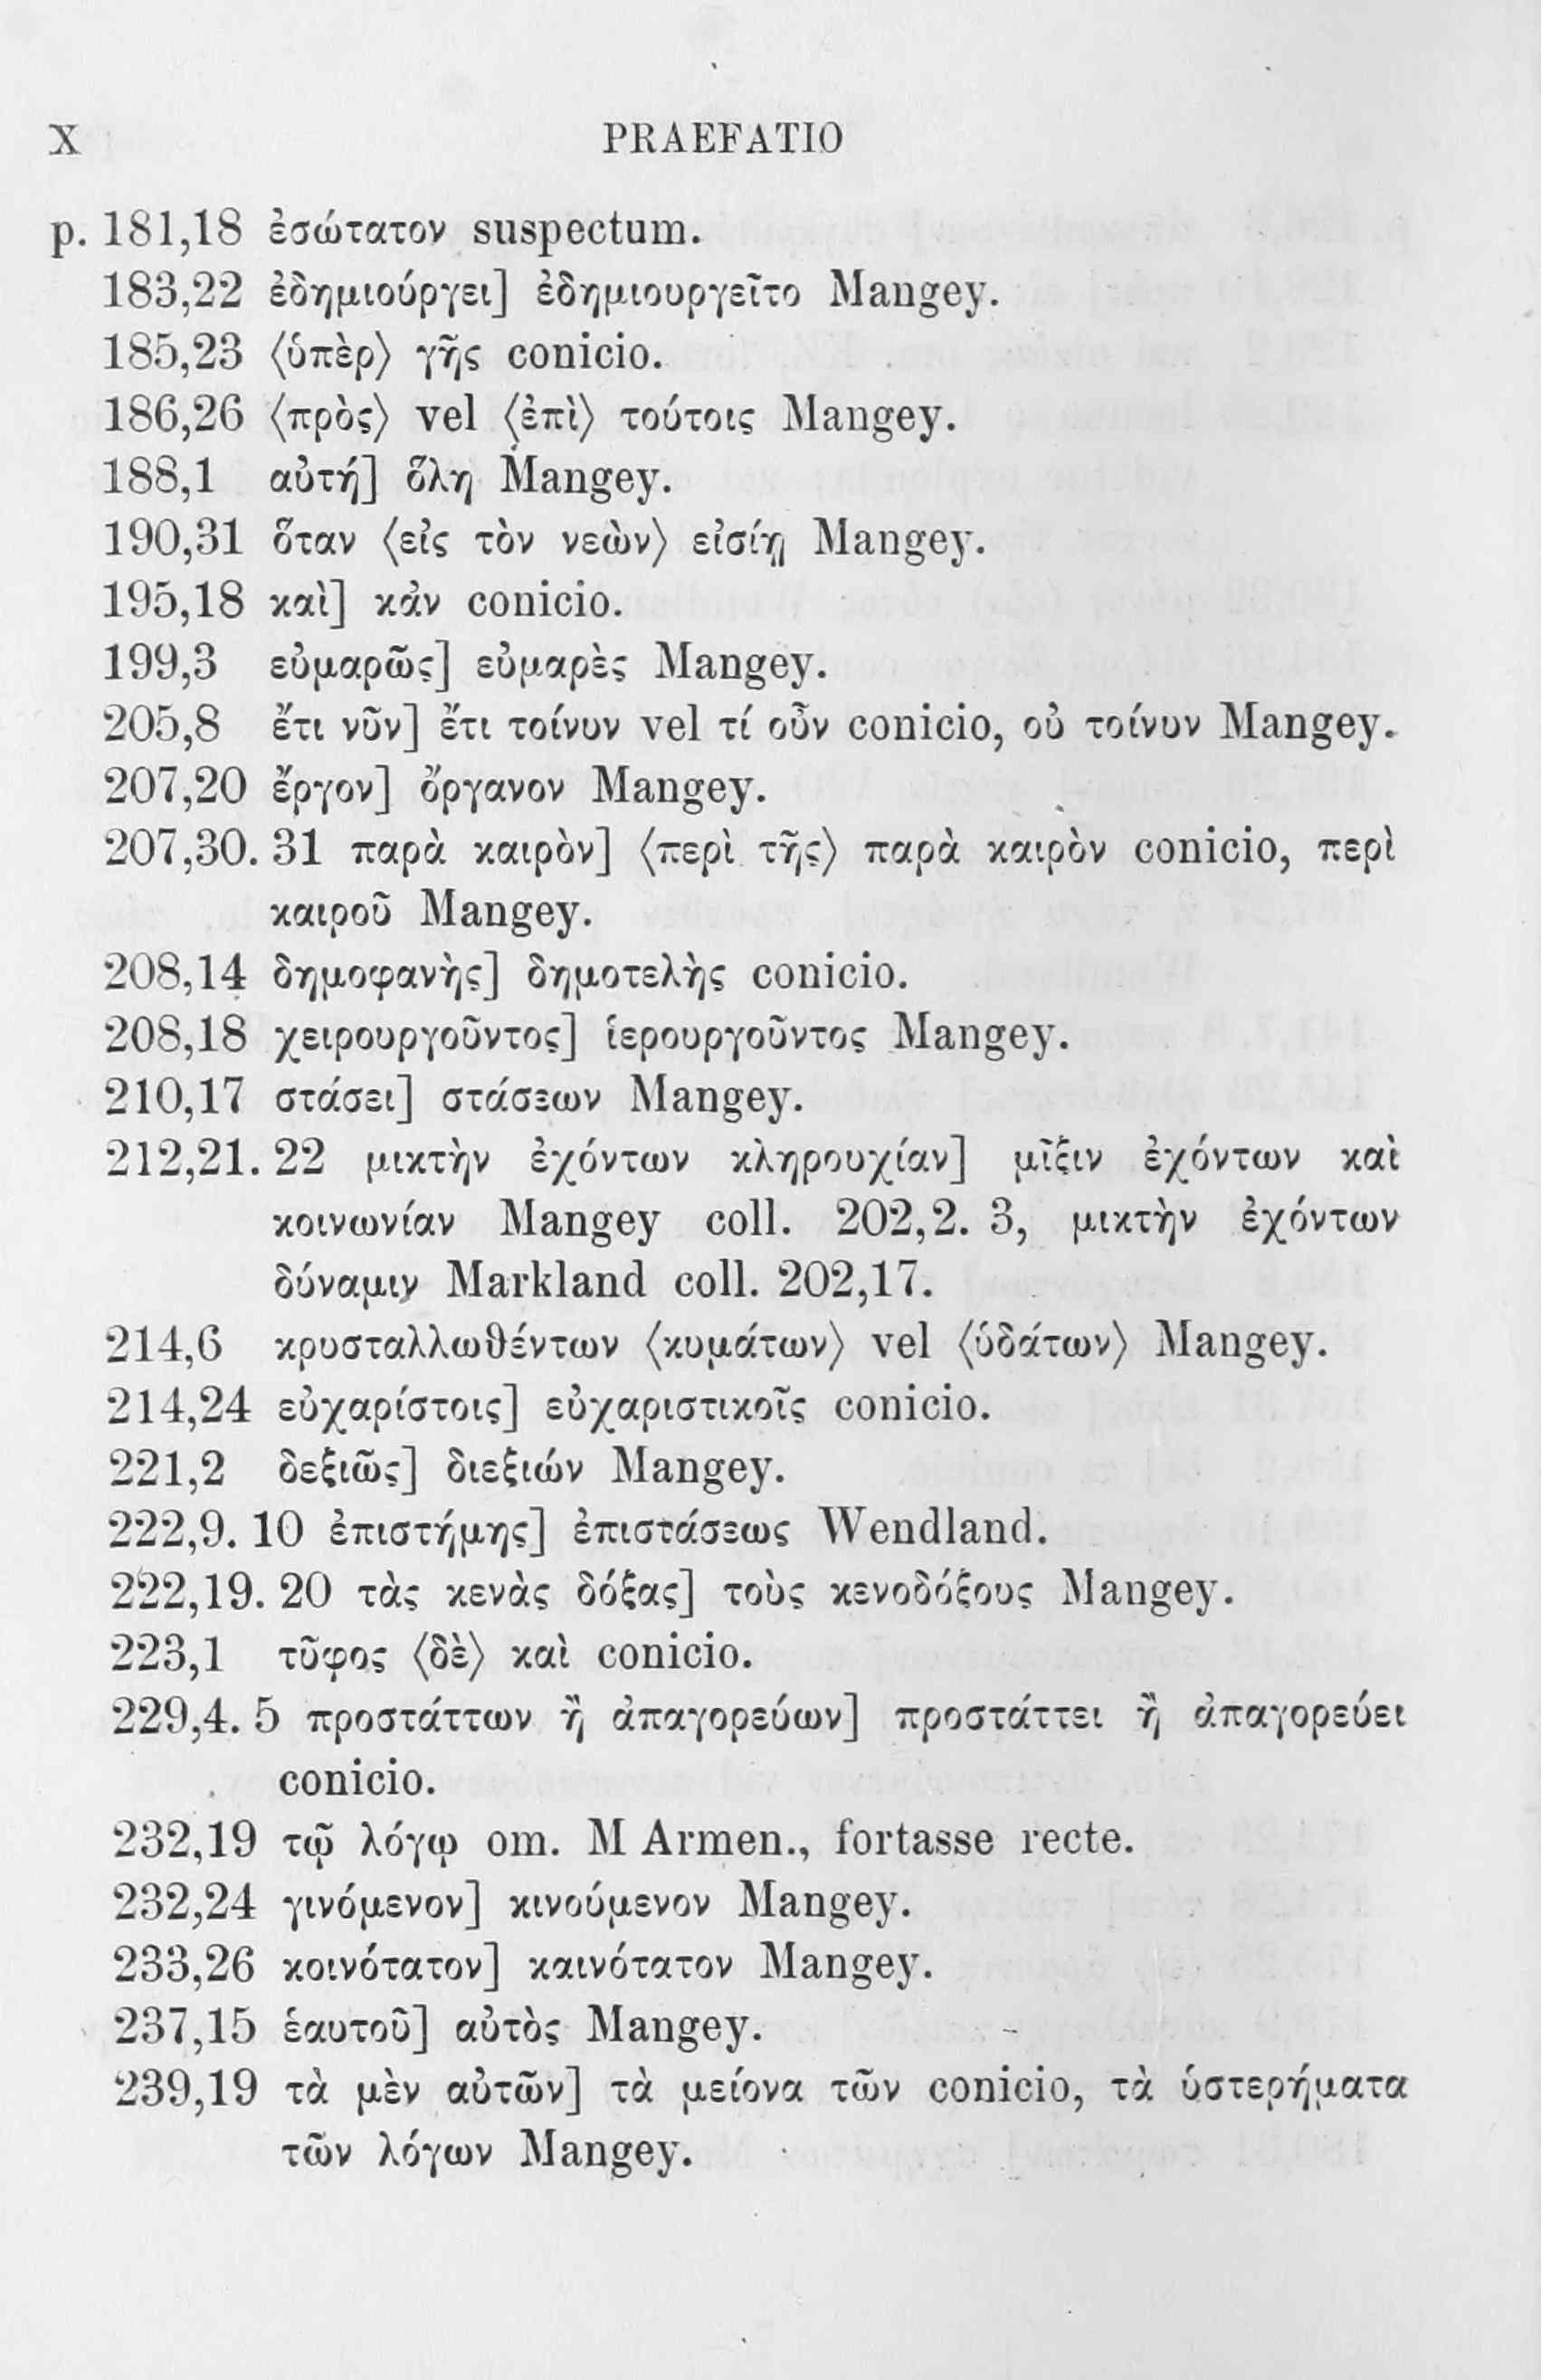 X PRAEFATIO
p. 181,18 ἐσώτατον suspectum.
183,22 ἐδημιούργει] ἐδημιουργεῖτο Mangey.
185,23 ⟨ὑπὲρ⟩ γῆς conicio.
186,26 ⟨πρὸς⟩ vel ⟨ἐπὶ⟩ τούτοις Mangey.
188,1 αὐτή] ὅλη Mangey.
190,31 ὅταν ⟨εἰς τὸν νεὼν⟩ εἰσίῃ Mangey.
195,18 καὶ] κἀν conicio.
199,3 εὐμαρῶς] εὐμαρὲς Mangey.
205,8 ἔτι νῦν] ἔτι τοίνυν vel τί οὖν conicio, οὐ τοίνυν Mangey.
207,20 ἔργον] ὄργανον Mangey.
207,30. 31 παρὰ καιρὸν] ⟨περὶ τῆς⟩ παρὰ καιρὸν conicio, περὶ
καιροῦ Mangey.
208,14 δημοφανὴς] δημοτελὴς conicio.
208,18 χειρουργοῦντος] ἱερουργοῦντος Mangey.
210,17 στάσει] στάσεων Mangey.
212,21. 22 μικτὴν ἐχόντων κληρουχίαν] μῖξιν ἐχόντων καὶ
κοινωνίαν Mangey coll. 202,2. 3, μικτὴν ἐχόντων
δύναμιν Markland coll. 202,17.
214,6 κρυσταλλωθέντων ⟨κυμάτων⟩ vel ⟨ὑδάτων⟩ Mangey.
214,24 εὐχαρίστοις] εὐχαριστικοῖς conicio.
221,2 δεξιῶς] διεξιών Mangey.
222,9. 10 ἐπιστήμης] ἐπιστάσεως Wendland.
222,19. 20 τὰς κενὰς δόξας] τοὺς κενοδόξους Mangey.
223,1 τῦφος ⟨δὲ⟩ καὶ conicio.
229,4. 5 προστάττων ἢ ἀπαγορεύων] προστάττει ἢ ἀπαγορεύει
conicio.
232,19 τῷ λόγῳ om. M Armen., fortasse recte.
232,24 γινόμενον] κινούμενον Mangey.
233,26 κοινότατον] καινότατον Mangey.
237,15 ἑαυτοῦ] αὐτὸς Mangey.
239,19 τὰ μὲν αὐτῶν] τὰ μείονα τῶν conicio, τὰ ὑστερήματα
τῶν λόγων Mangey.